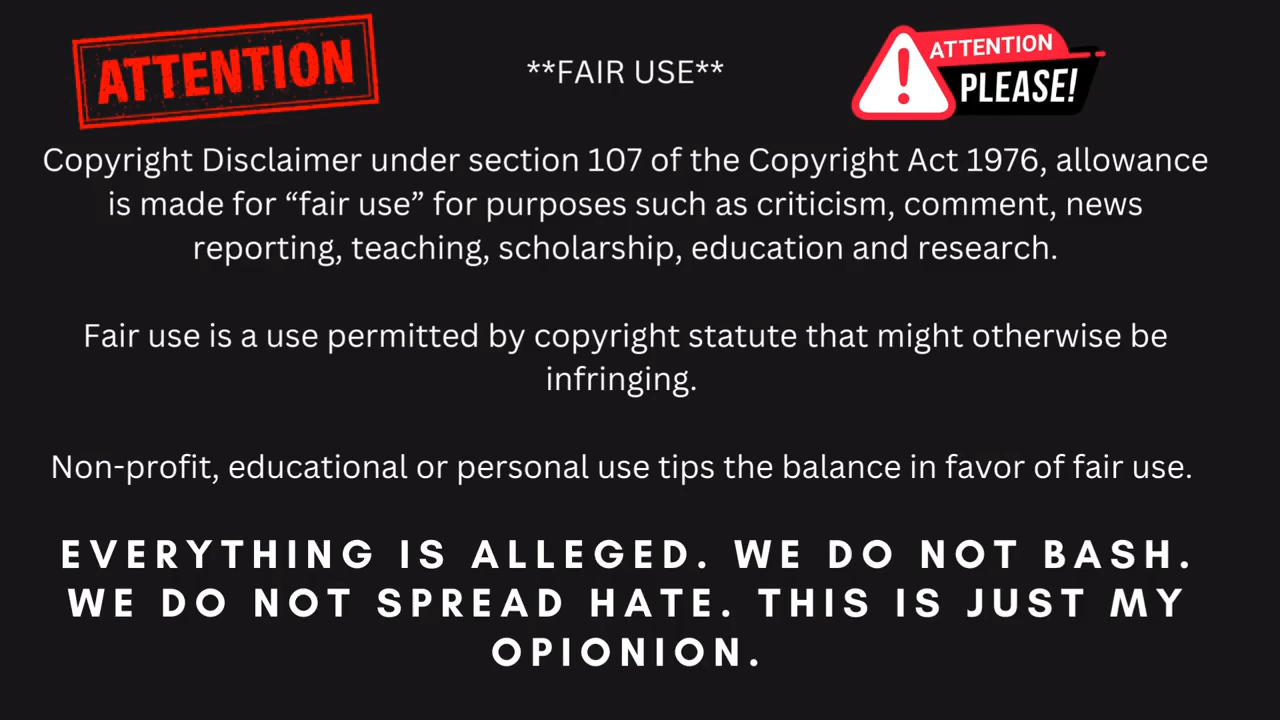 ATTENTION
**FAIR USE**
ATTENTION
PLEASE!
Copyright Disclaimer under section 107 of the Copyright Act 1976, allowance
is made for “fair use” for purposes such as criticism, comment, news
reporting, teaching, scholarship, education and research.
Fair use is a use permitted by copyright statute that might otherwise be
infringing.
Non-profit, educational or personal use tips the balance in favor of fair use.
EVERYTHING IS ALLEGED. WE DO NOT BASH.
WE DO NOT SPREAD HATE. THIS IS JUST MY
OPIONION.